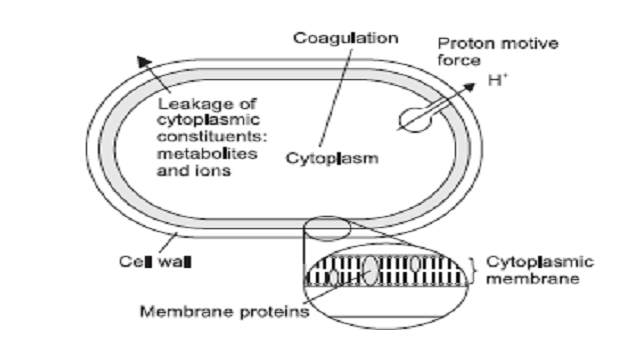 Coagulation
Proton motive
force
H⁺
Leakage of
cytoplasmic
constituents:
metabolites
and ions
Cytoplasm
Cell wall
Cytoplasmic
membrane
Membrane proteins